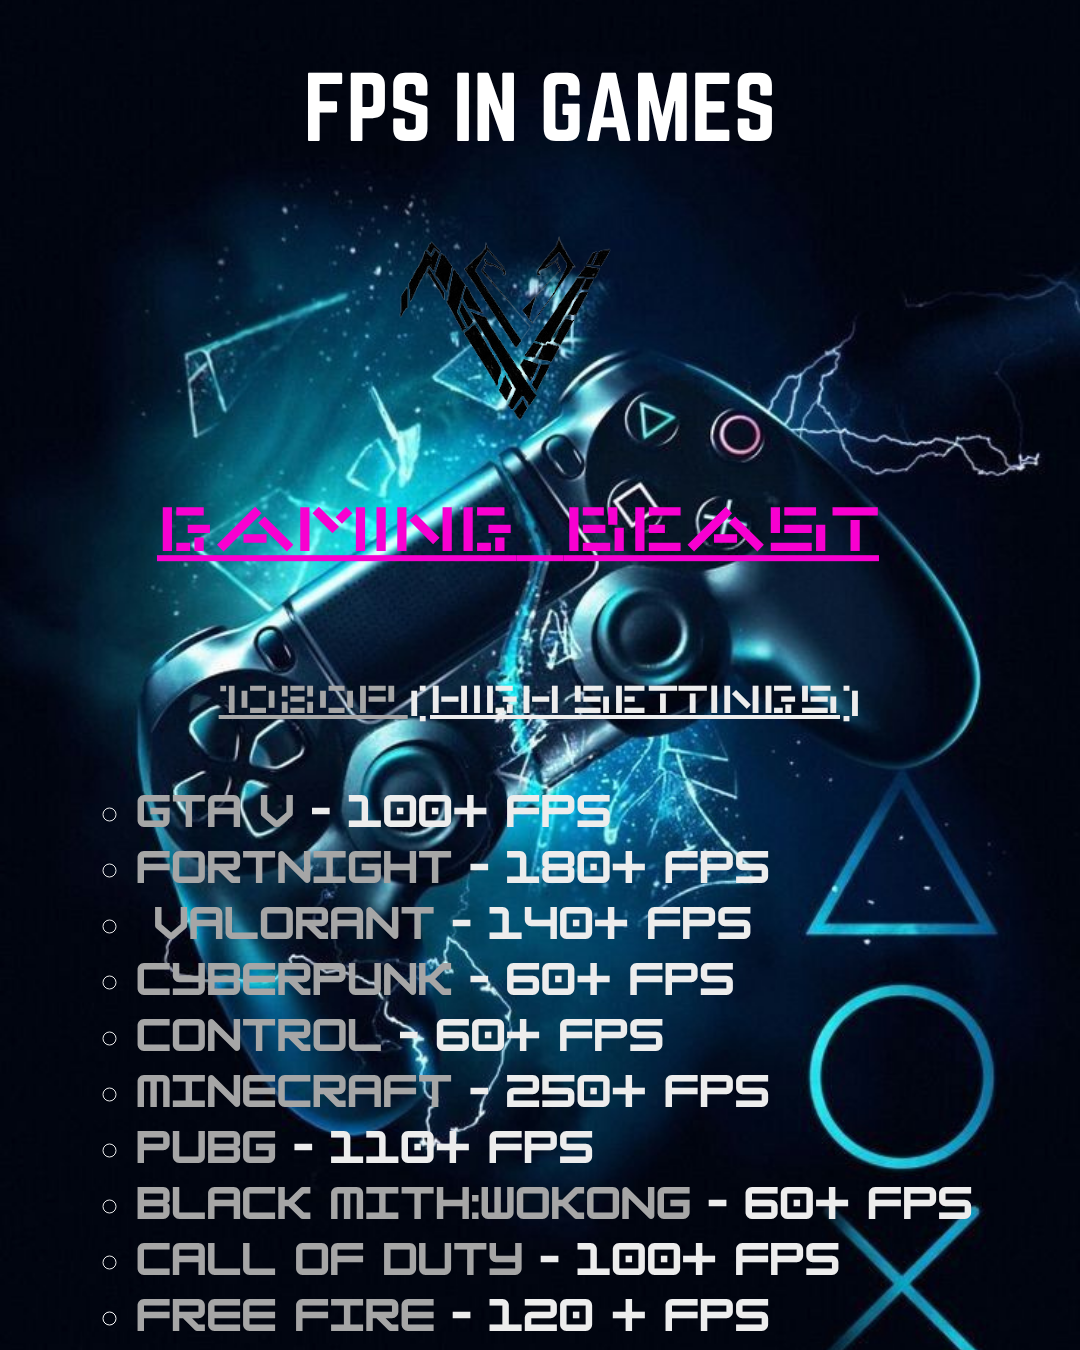 FPS IN GAMES
GAMING BEAST
1080P (HIGH SETTINGS)
GTA V - 100+ FPS
FORTNIGHT - 180+ FPS
VALORANT - 140+ FPS
CYBERPUNK - 60+ FPS
CONTROL - 60+ FPS
MINECRAFT - 250+ FPS
PUBG - 110+ FPS
BLACK MITH:WOKONG - 60+ FPS
CALL OF DUTY - 100+ FPS
FREE FIRE - 120 + FPS